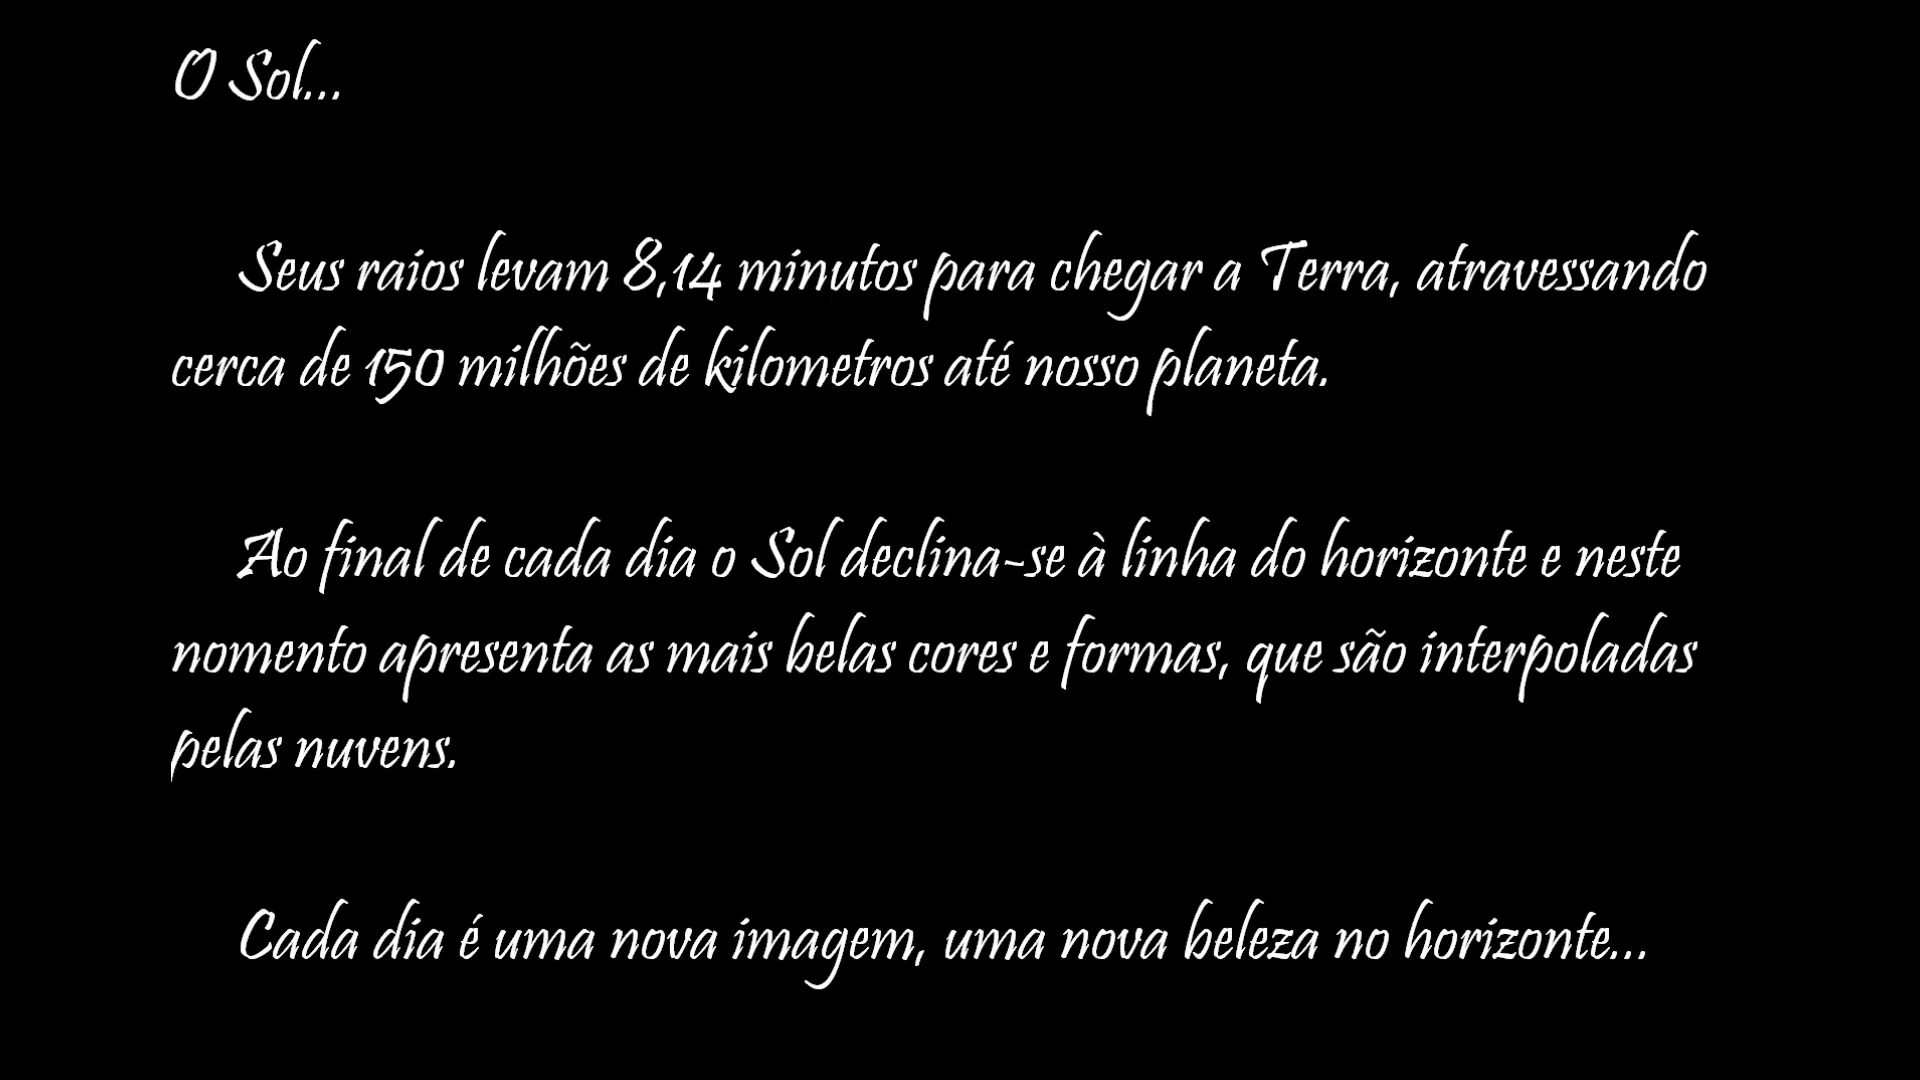 O Sol...
Seus raios levam 8,14 minutos para chegar a Terra, atravessando
cerca de 150 milhões de kilometros até nosso planeta.
Ao final de cada dia o Sol declina-se à linha do horizonte e neste
nomento apresenta as mais belas cores e formas, que são interpoladas
pelas nuvens.
Cada dia é uma nova imagem, uma nova beleza no horizonte...